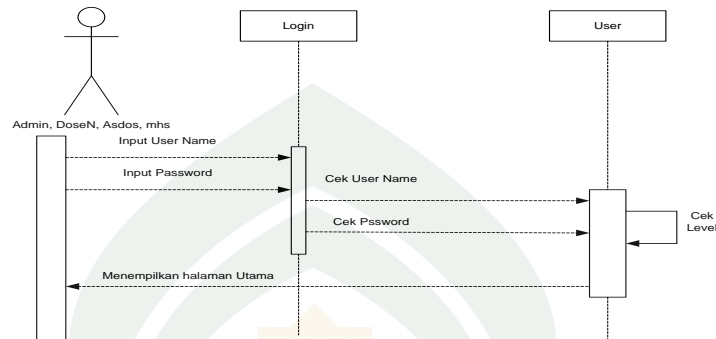 Login
User
Admin, DoseN, Asdos, mhs
Input User Name
Input Password
Cek User Name
Cek Pssword
Cek
Level
Menempilkan halaman Utama